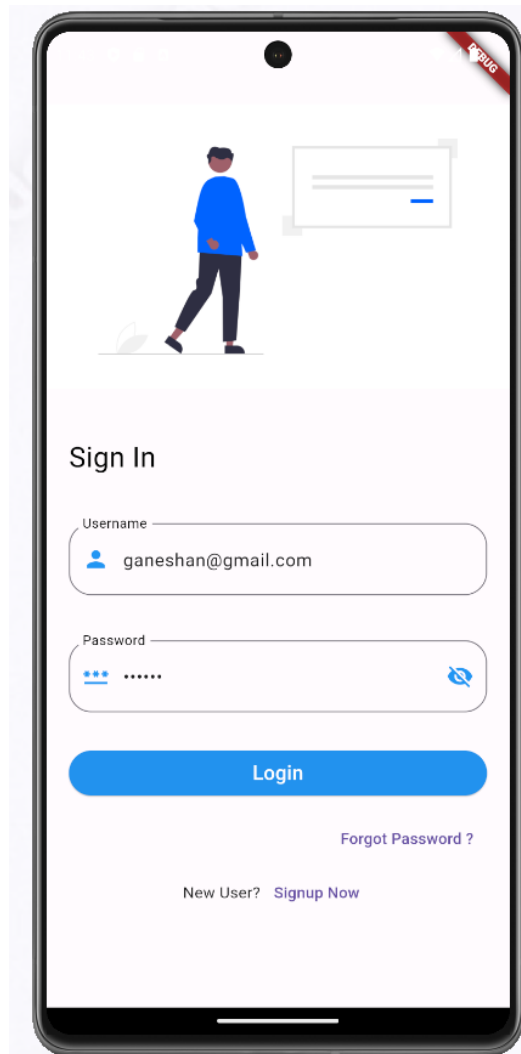 DEBUG
Sign In
Username
ganeshan@gmail.com
Password
••••••
Login
Forgot Password ?
New User? Signup Now